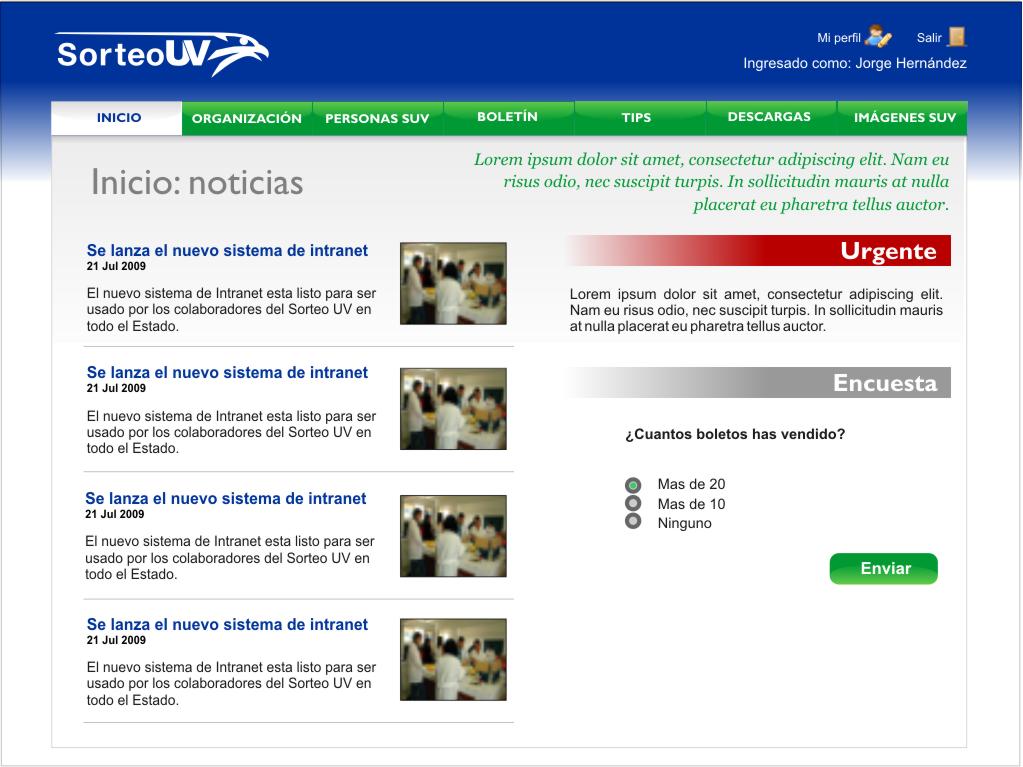 SorteoUV
Mi perfil
Salir
Ingresado como: Jorge Hernández
INICIO
ORGANIZACIÓN
PERSONAS SUV
BOLETÍN
TIPS
DESCARGAS
IMÁGENES SUV
Inicio: noticias
Lorem ipsum dolor sit amet, consectetur adipiscing elit. Nam eu
risus odio, nec suscipit turpis. In sollicitudin mauris at nulla
placerat eu pharetra tellus auctor.
Se lanza el nuevo sistema de intranet
21 Jul 2009
El nuevo sistema de Intranet esta listo para ser
usado por los colaboradores del Sorteo UV en
todo el Estado.
Se lanza el nuevo sistema de intranet
21 Jul 2009
El nuevo sistema de Intranet esta listo para ser
usado por los colaboradores del Sorteo UV en
todo el Estado.
Se lanza el nuevo sistema de intranet
21 Jul 2009
El nuevo sistema de Intranet esta listo para ser
usado por los colaboradores del Sorteo UV en
todo el Estado.
Se lanza el nuevo sistema de intranet
21 Jul 2009
El nuevo sistema de Intranet esta listo para ser
usado por los colaboradores del Sorteo UV en
todo el Estado.
Urgente
Lorem ipsum dolor sit amet, consectetur adipiscing elit.
Nam eu risus odio, nec suscipit turpis. In sollicitudin mauris
at nulla placerat eu pharetra tellus auctor.
Encuesta
¿Cuantos boletos has vendido?
Mas de 20
Mas de 10
Ninguno
Enviar